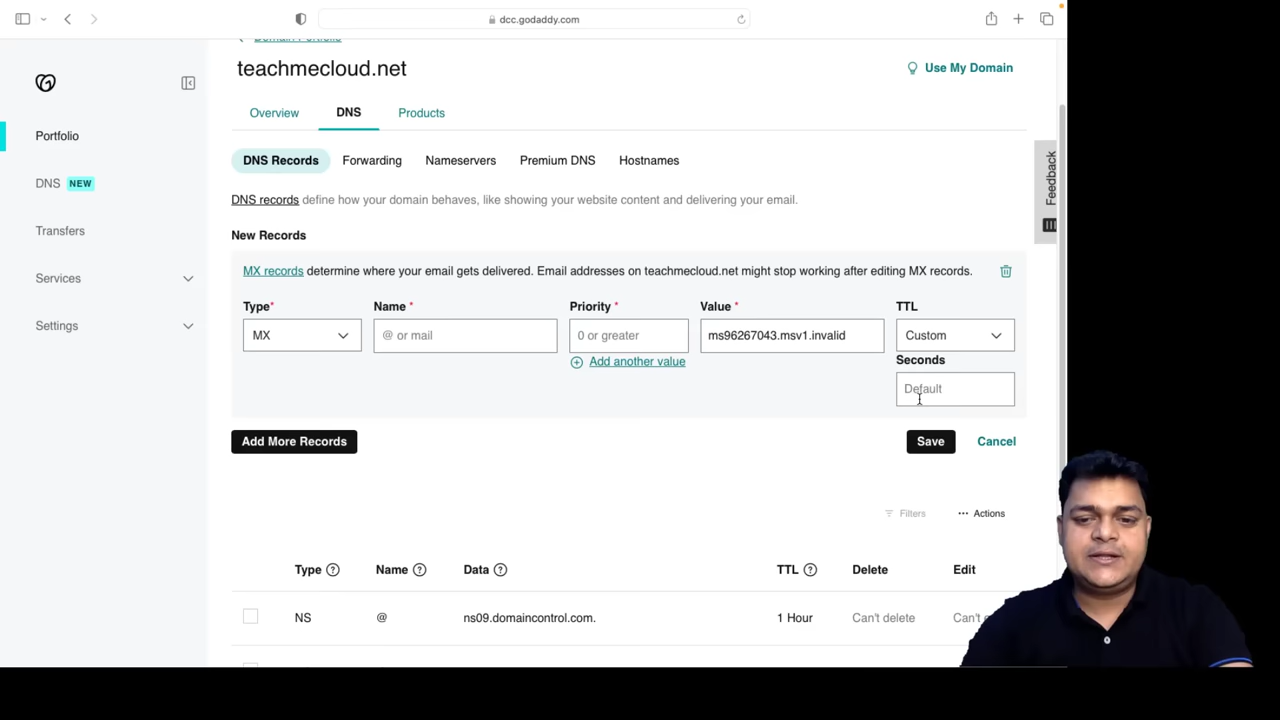 dcc.godaddy.com
Domain Portfolio
teachmecloud.net
Use My Domain
Overview DNS Products
Portfolio
DNS NEW
Transfers
Services
Settings
DNS Records Forwarding Nameservers Premium DNS Hostnames
DNS records define how your domain behaves, like showing your website content and delivering your email.
Feedback
New Records
MX records determine where your email gets delivered. Email addresses on teachmecloud.net might stop working after editing MX records.
Type* Name * Priority * Value * TTL
MX @ or mail 0 or greater ms96267043.msv1.invalid Custom
Add another value Seconds
Default
Add More Records Save Cancel
Filters ... Actions
Type ? Name ? Data ? TTL ? Delete Edit
NS @ ns09.domaincontrol.com. 1 Hour Can't delete Can't